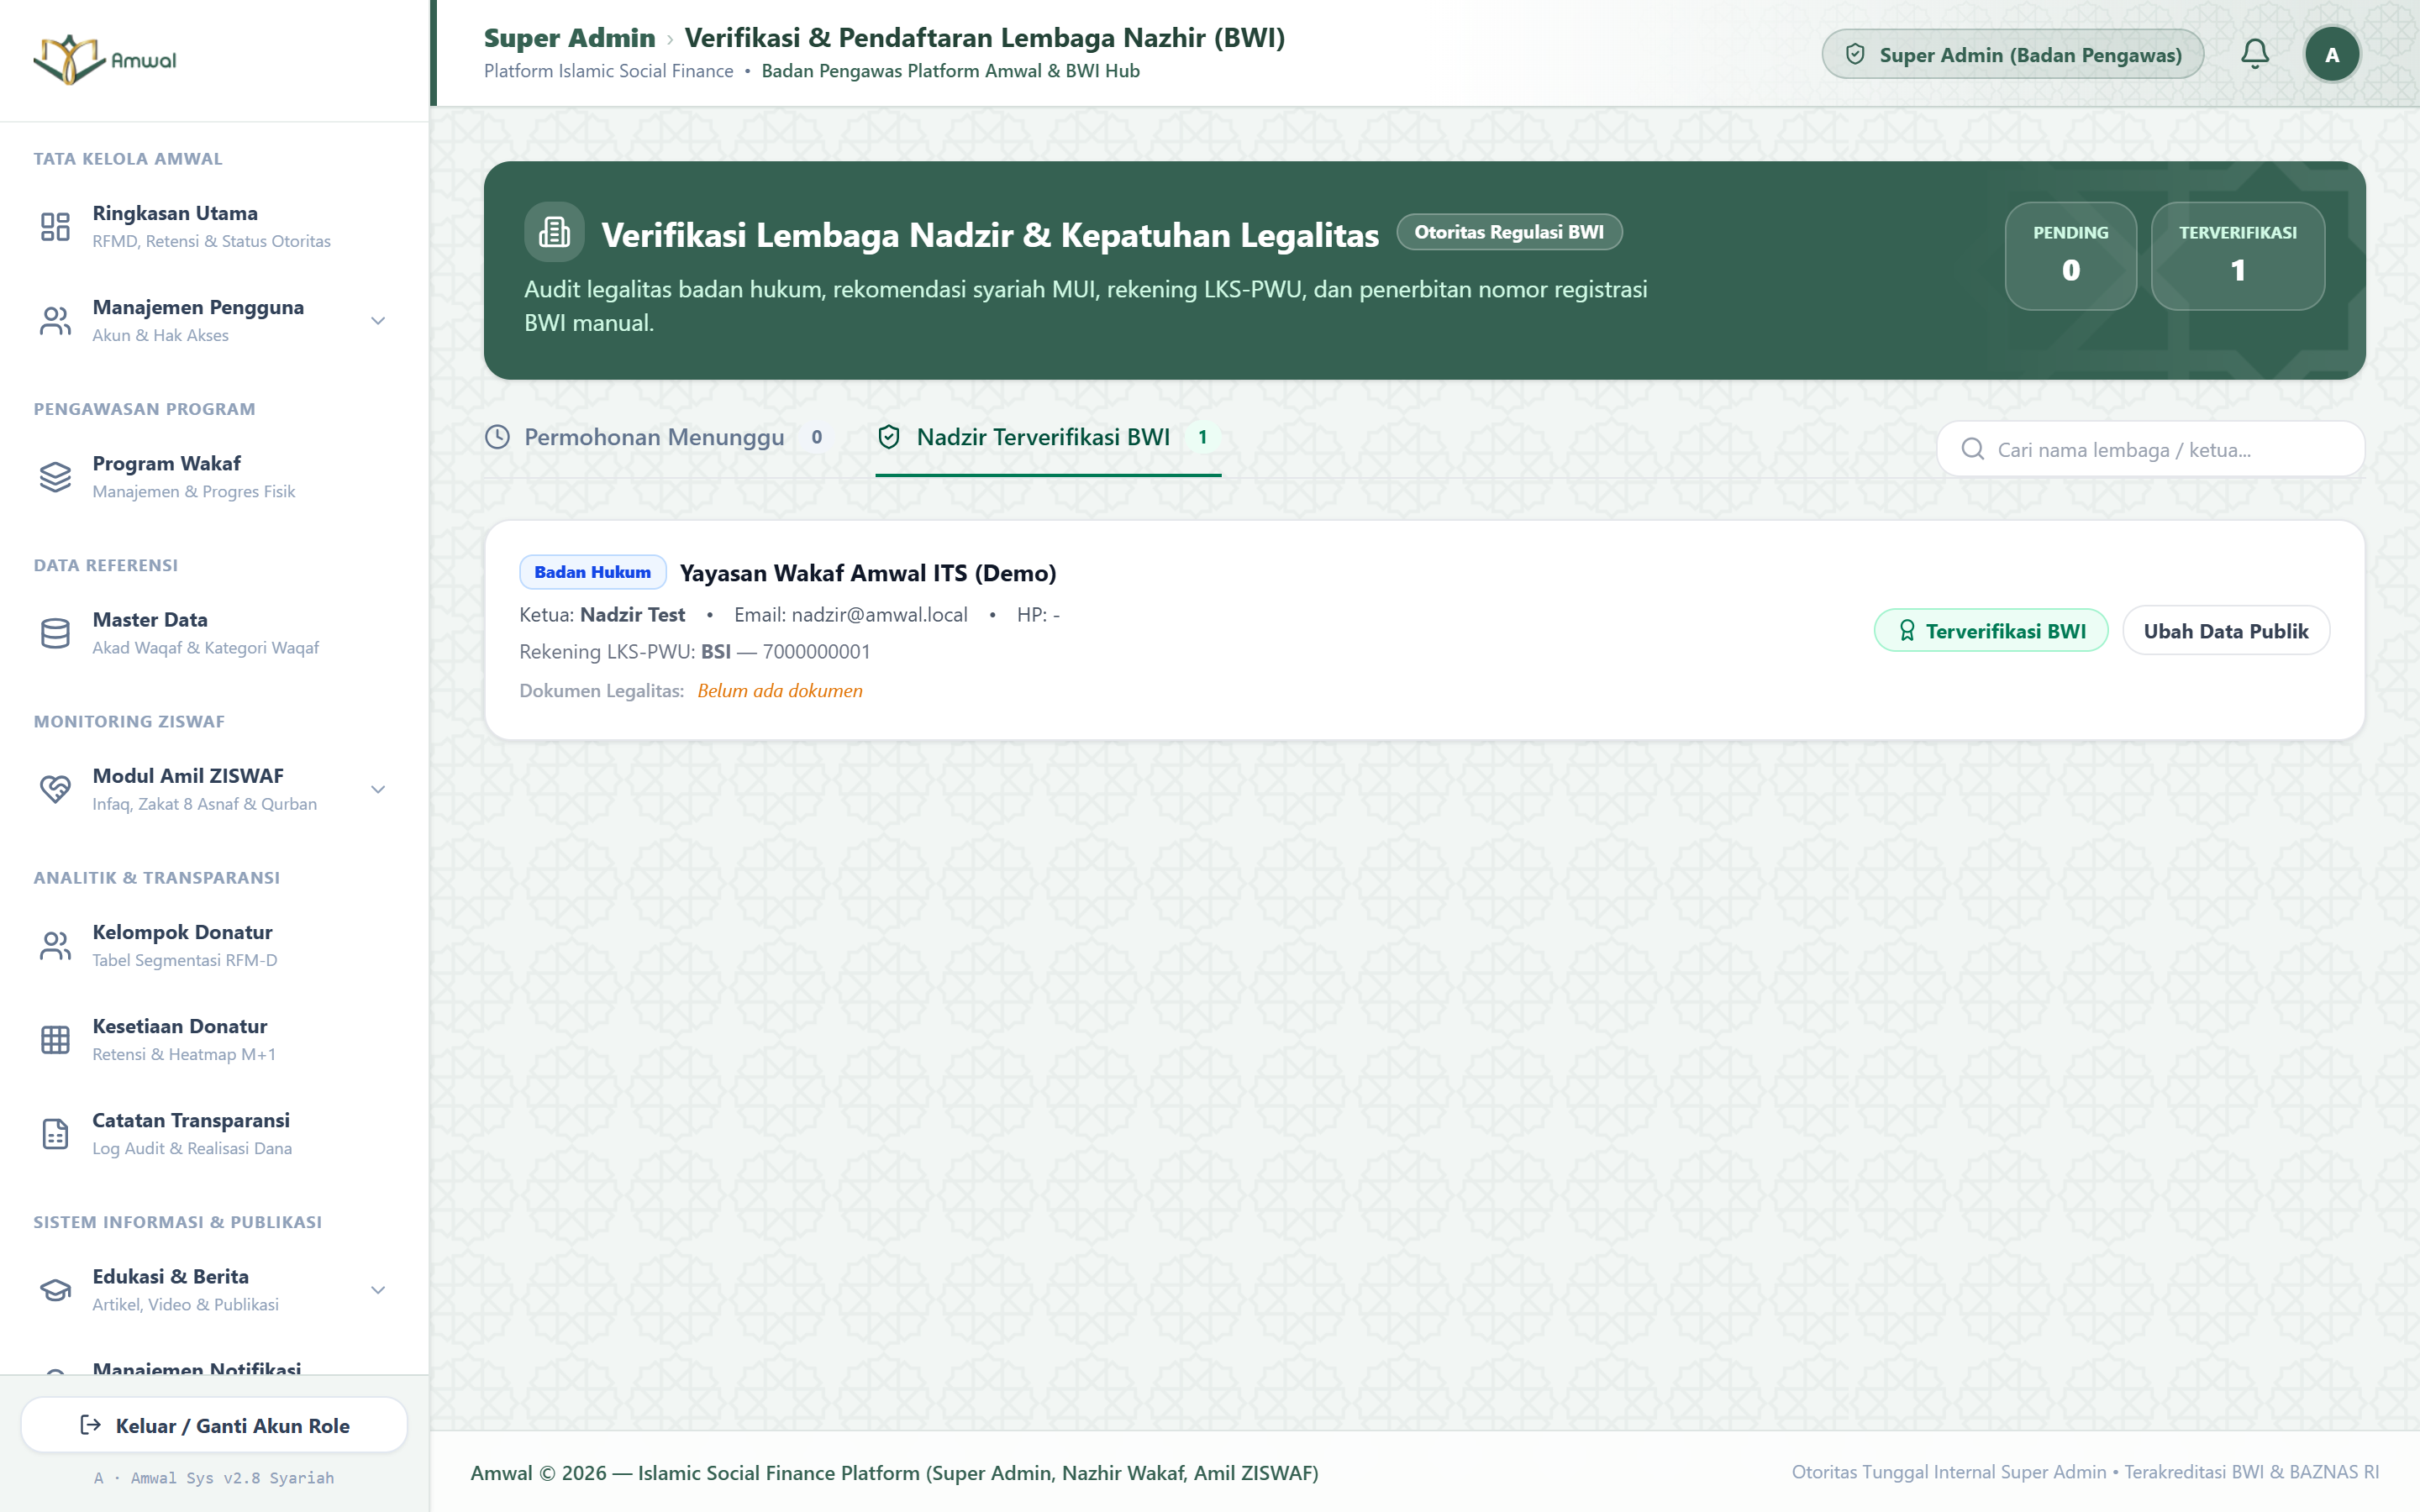 Amwal
TATA KELOLA AMWAL
Ringkasan Utama
RFMD, Retensi & Status Otoritas
Manajemen Pengguna
Akun & Hak Akses
PENGAWASAN PROGRAM
Program Wakaf
Manajemen & Progres Fisik
DATA REFERENSI
Master Data
Akad Waqaf & Kategori Waqaf
MONITORING ZISWAF
Modul Amil ZISWAF
Infaq, Zakat 8 Asnaf & Qurban
ANALITIK & TRANSPARANSI
Kelompok Donatur
Tabel Segmentasi RFM-D
Kesetiaan Donatur
Retensi & Heatmap M+1
Catatan Transparansi
Log Audit & Realisasi Dana
SISTEM INFORMASI & PUBLIKASI
Edukasi & Berita
Artikel, Video & Publikasi
Manajemen Notifikasi
Keluar / Ganti Akun Role
A · Amwal Sys v2.8 Syariah
Super Admin › Verifikasi & Pendaftaran Lembaga Nazhir (BWI)
Platform Islamic Social Finance • Badan Pengawas Platform Amwal & BWI Hub
Super Admin (Badan Pengawas)
A
Verifikasi Lembaga Nadzir & Kepatuhan Legalitas
Otoritas Regulasi BWI
Audit legalitas badan hukum, rekomendasi syariah MUI, rekening LKS-PWU, dan penerbitan nomor registrasi
BWI manual.
PENDING
0
TERVERIFIKASI
1
Permohonan Menunggu 0
Nadzir Terverifikasi BWI 1
Cari nama lembaga / ketua...
Badan Hukum Yayasan Wakaf Amwal ITS (Demo)
Ketua: Nadzir Test • Email: nadzir@amwal.local • HP: -
Rekening LKS-PWU: BSI — 7000000001
Dokumen Legalitas: Belum ada dokumen
Terverifikasi BWI
Ubah Data Publik
Amwal © 2026 — Islamic Social Finance Platform (Super Admin, Nazhir Wakaf, Amil ZISWAF)
Otoritas Tunggal Internal Super Admin • Terakreditasi BWI & BAZNAS RI